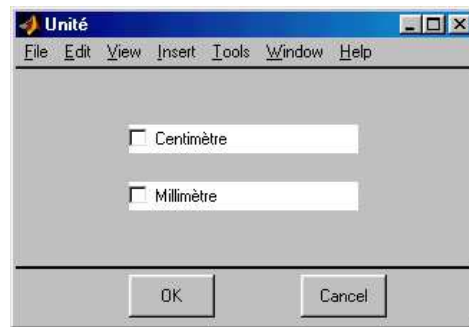 Unité
File Edit View Insert Tools Window Help
Centimètre
Millimètre
OK Cancel